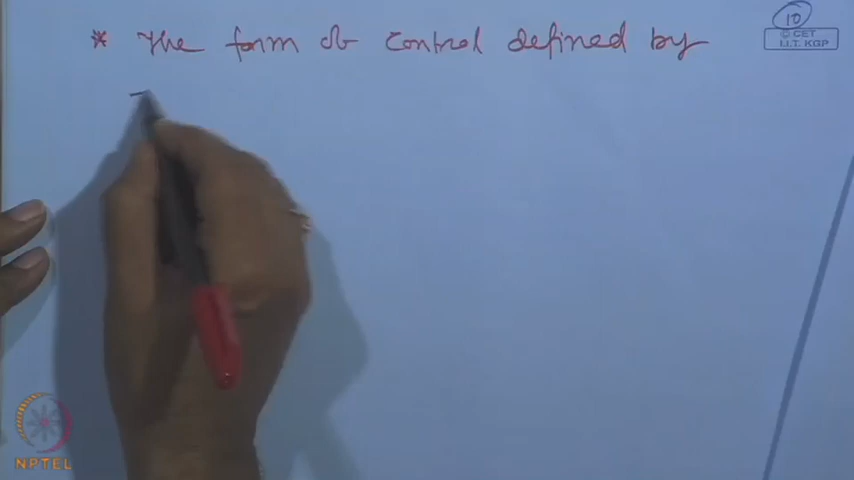 10
© CET
I.I.T. KGP
* The form of control defined by
NPTEL